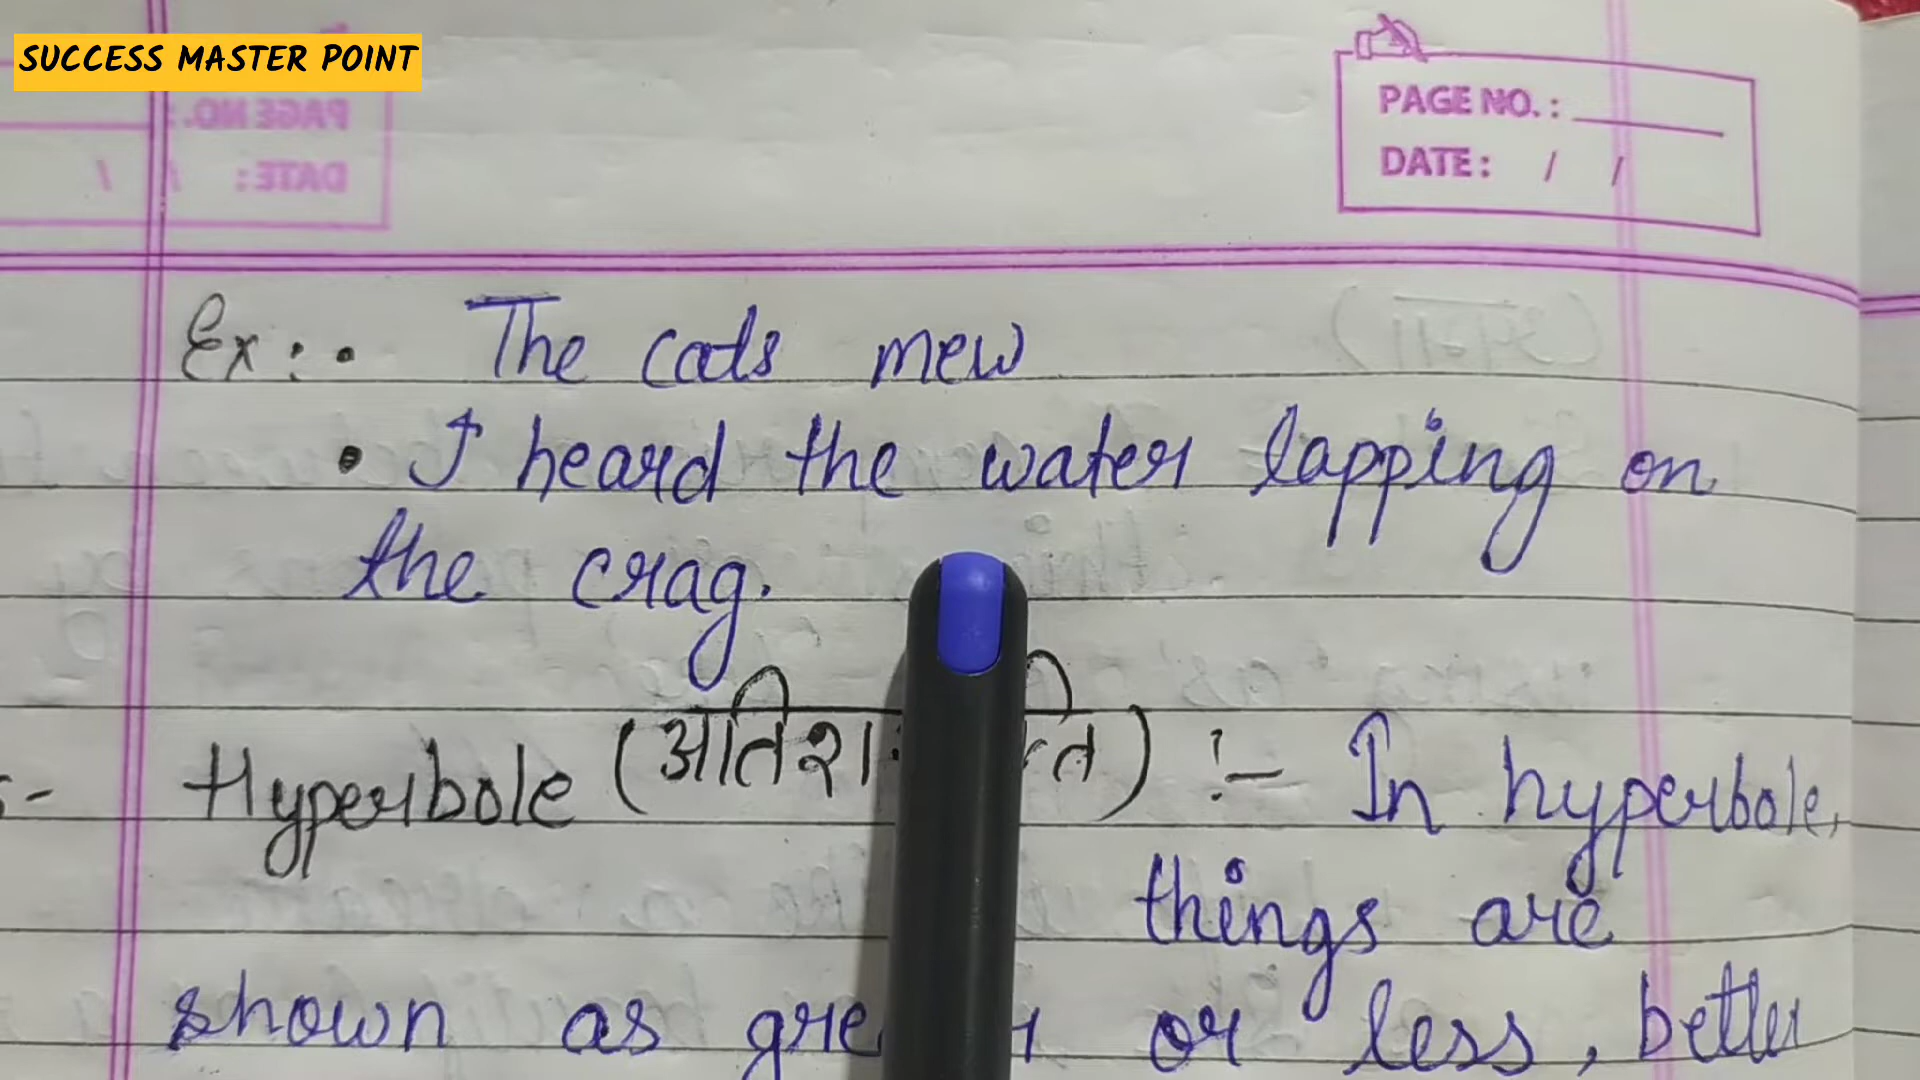 SUCCESS MASTER POINT
PAGE NO.:
DATE: / /
Ex:• The cats mew
• I heard the water lapping on
the crag.
Hyperbole ( ) :- In hyperbole,
things are
shown as or less, better